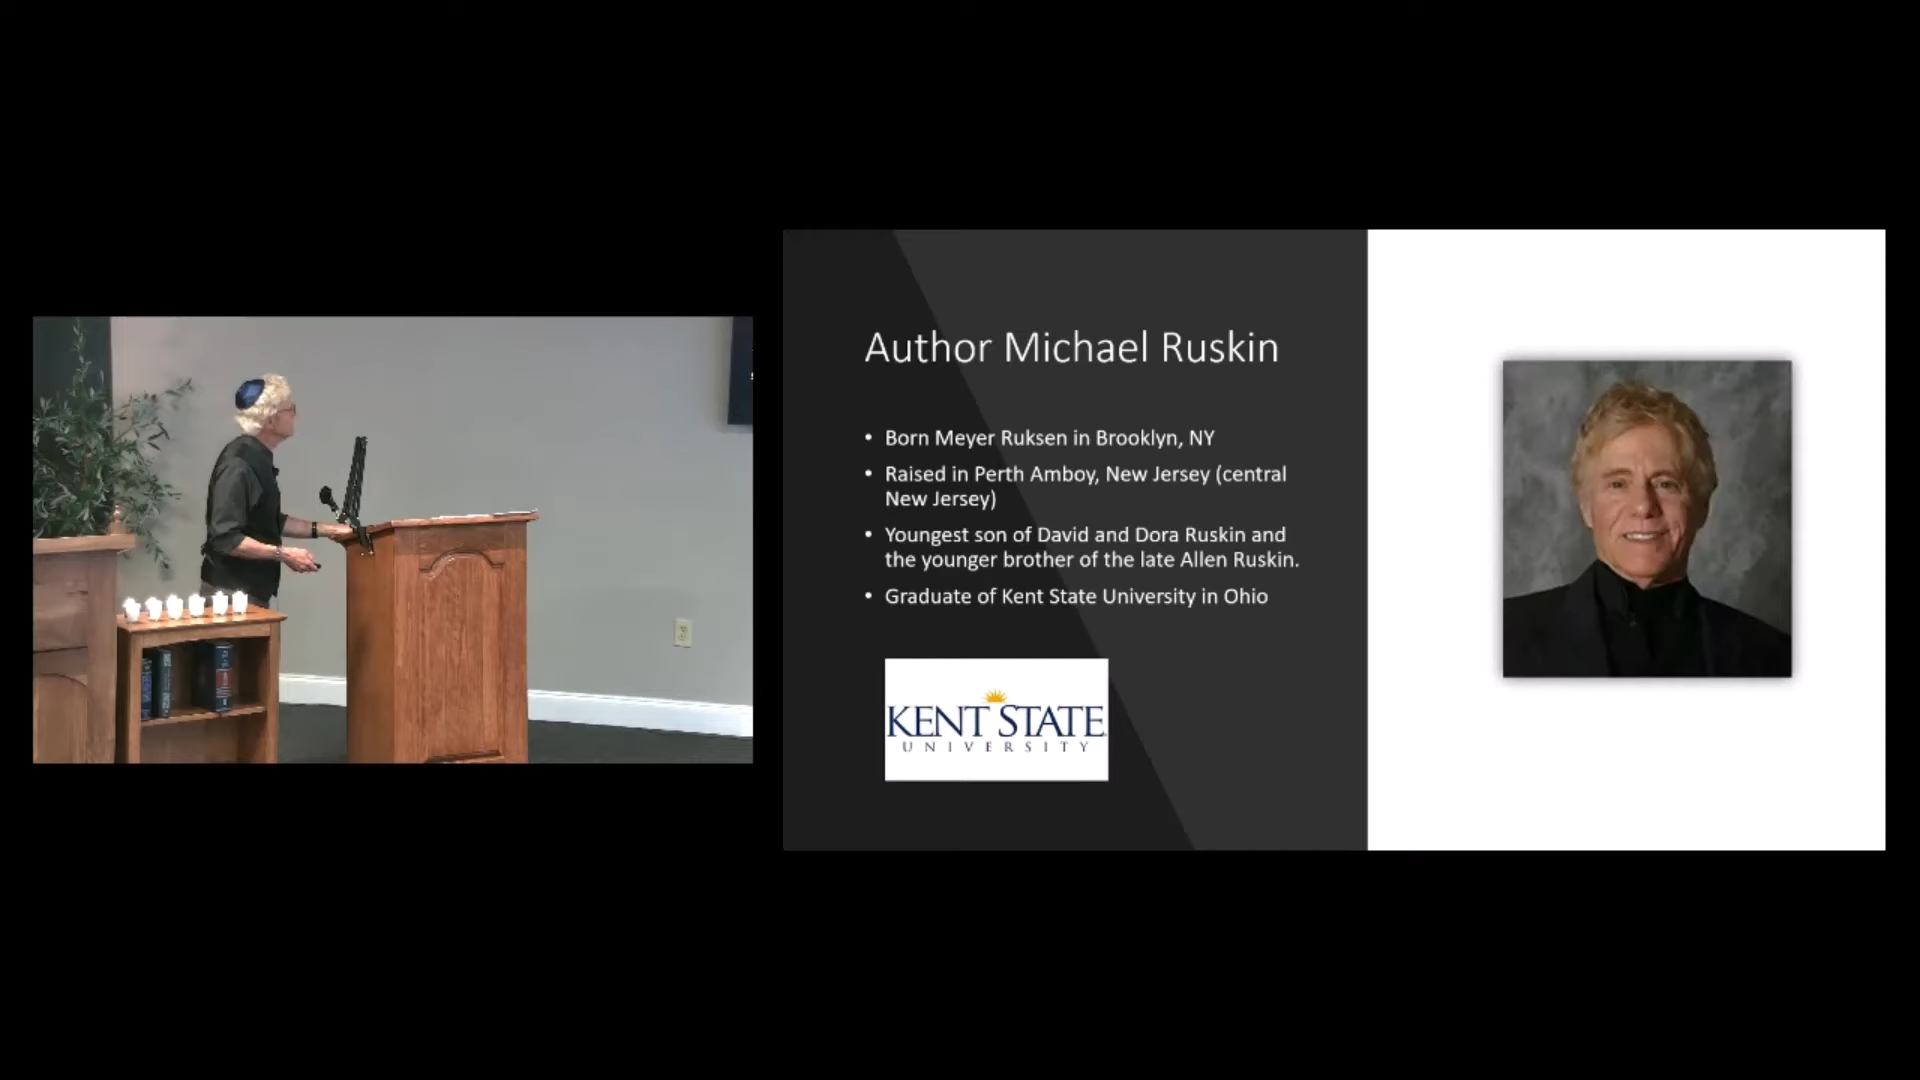 Author Michael Ruskin
• Born Meyer Ruksen in Brooklyn, NY
• Raised in Perth Amboy, New Jersey (central
New Jersey)
• Youngest son of David and Dora Ruskin and
the younger brother of the late Allen Ruskin.
• Graduate of Kent State University in Ohio
KENT STATE
UNIVERSITY